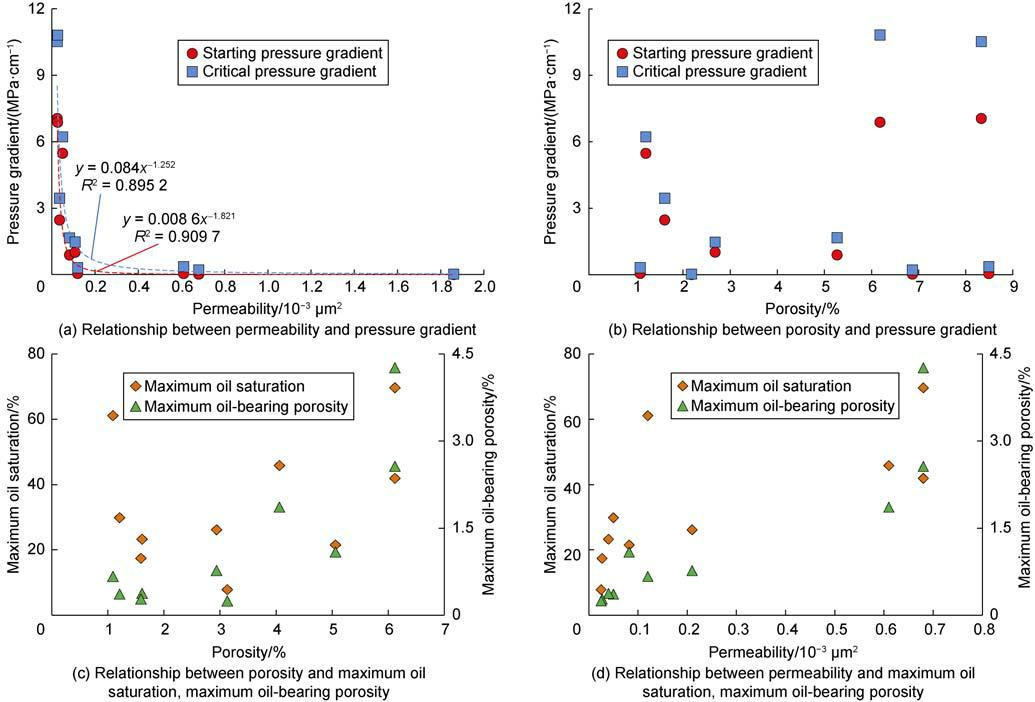 12
9
6
3
Pressure gradient/(MPa·cm⁻¹)
Starting pressure gradient
Critical pressure gradient
y = 0.084x⁻¹·²⁵²
R² = 0.895 2
y = 0.008 6x⁻¹·⁸²¹
R² = 0.909 7
0 0.2 0.4 0.6 0.8 1.0 1.2 1.4 1.6 1.8 2.0
Permeability/10⁻³ μm²
(a) Relationship between permeability and pressure gradient
12
9
6
3
Pressure gradient/(MPa·cm⁻¹)
Starting pressure gradient
Critical pressure gradient
0 1 2 3 4 5 6 7 8 9
Porosity/%
(b) Relationship between porosity and pressure gradient
80
60
40
20
Maximum oil saturation/%
Maximum oil saturation
Maximum oil-bearing porosity
4.5
3.0
1.5
0
Maximum oil-bearing porosity/%
0 1 2 3 4 5 6 7
Porosity/%
(c) Relationship between porosity and maximum oil
saturation, maximum oil-bearing porosity
80
60
40
20
Maximum oil saturation/%
Maximum oil saturation
Maximum oil-bearing porosity
4.5
3.0
1.5
0
Maximum oil-bearing porosity/%
0 0.1 0.2 0.3 0.4 0.5 0.6 0.7 0.8
Permeability/10⁻³ μm²
(d) Relationship between permeability and maximum oil
saturation, maximum oil-bearing porosity